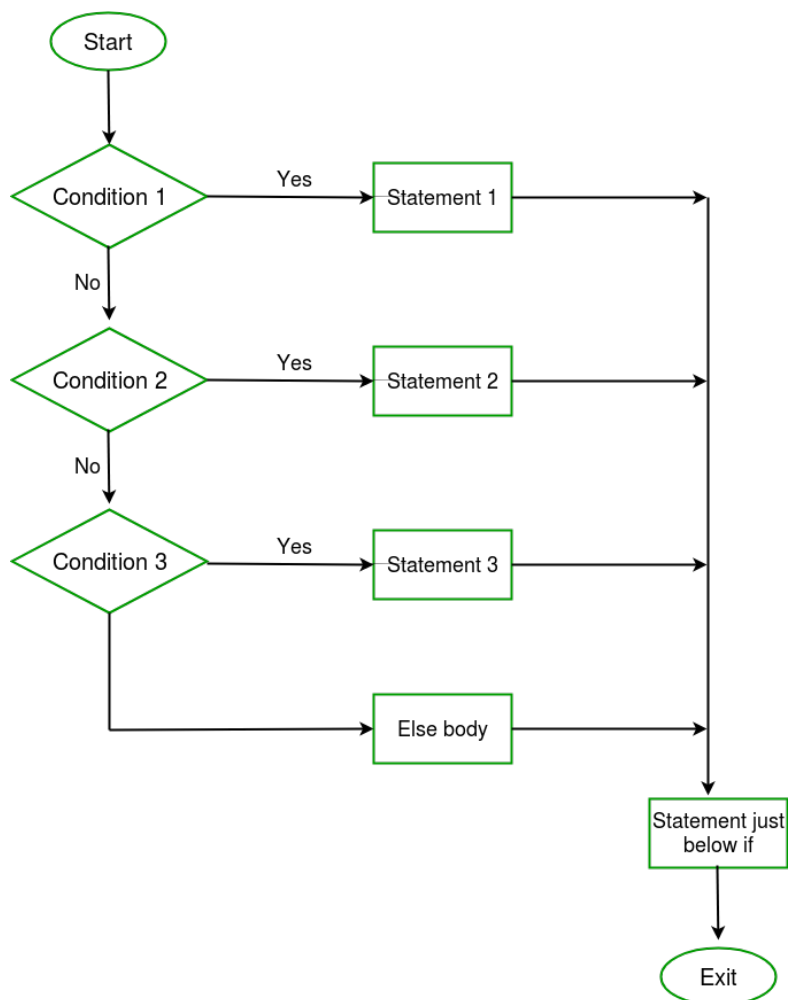 Start
Condition 1
Yes
Statement 1
No
Condition 2
Yes
Statement 2
No
Condition 3
Yes
Statement 3
Else body
Statement just
below if
Exit